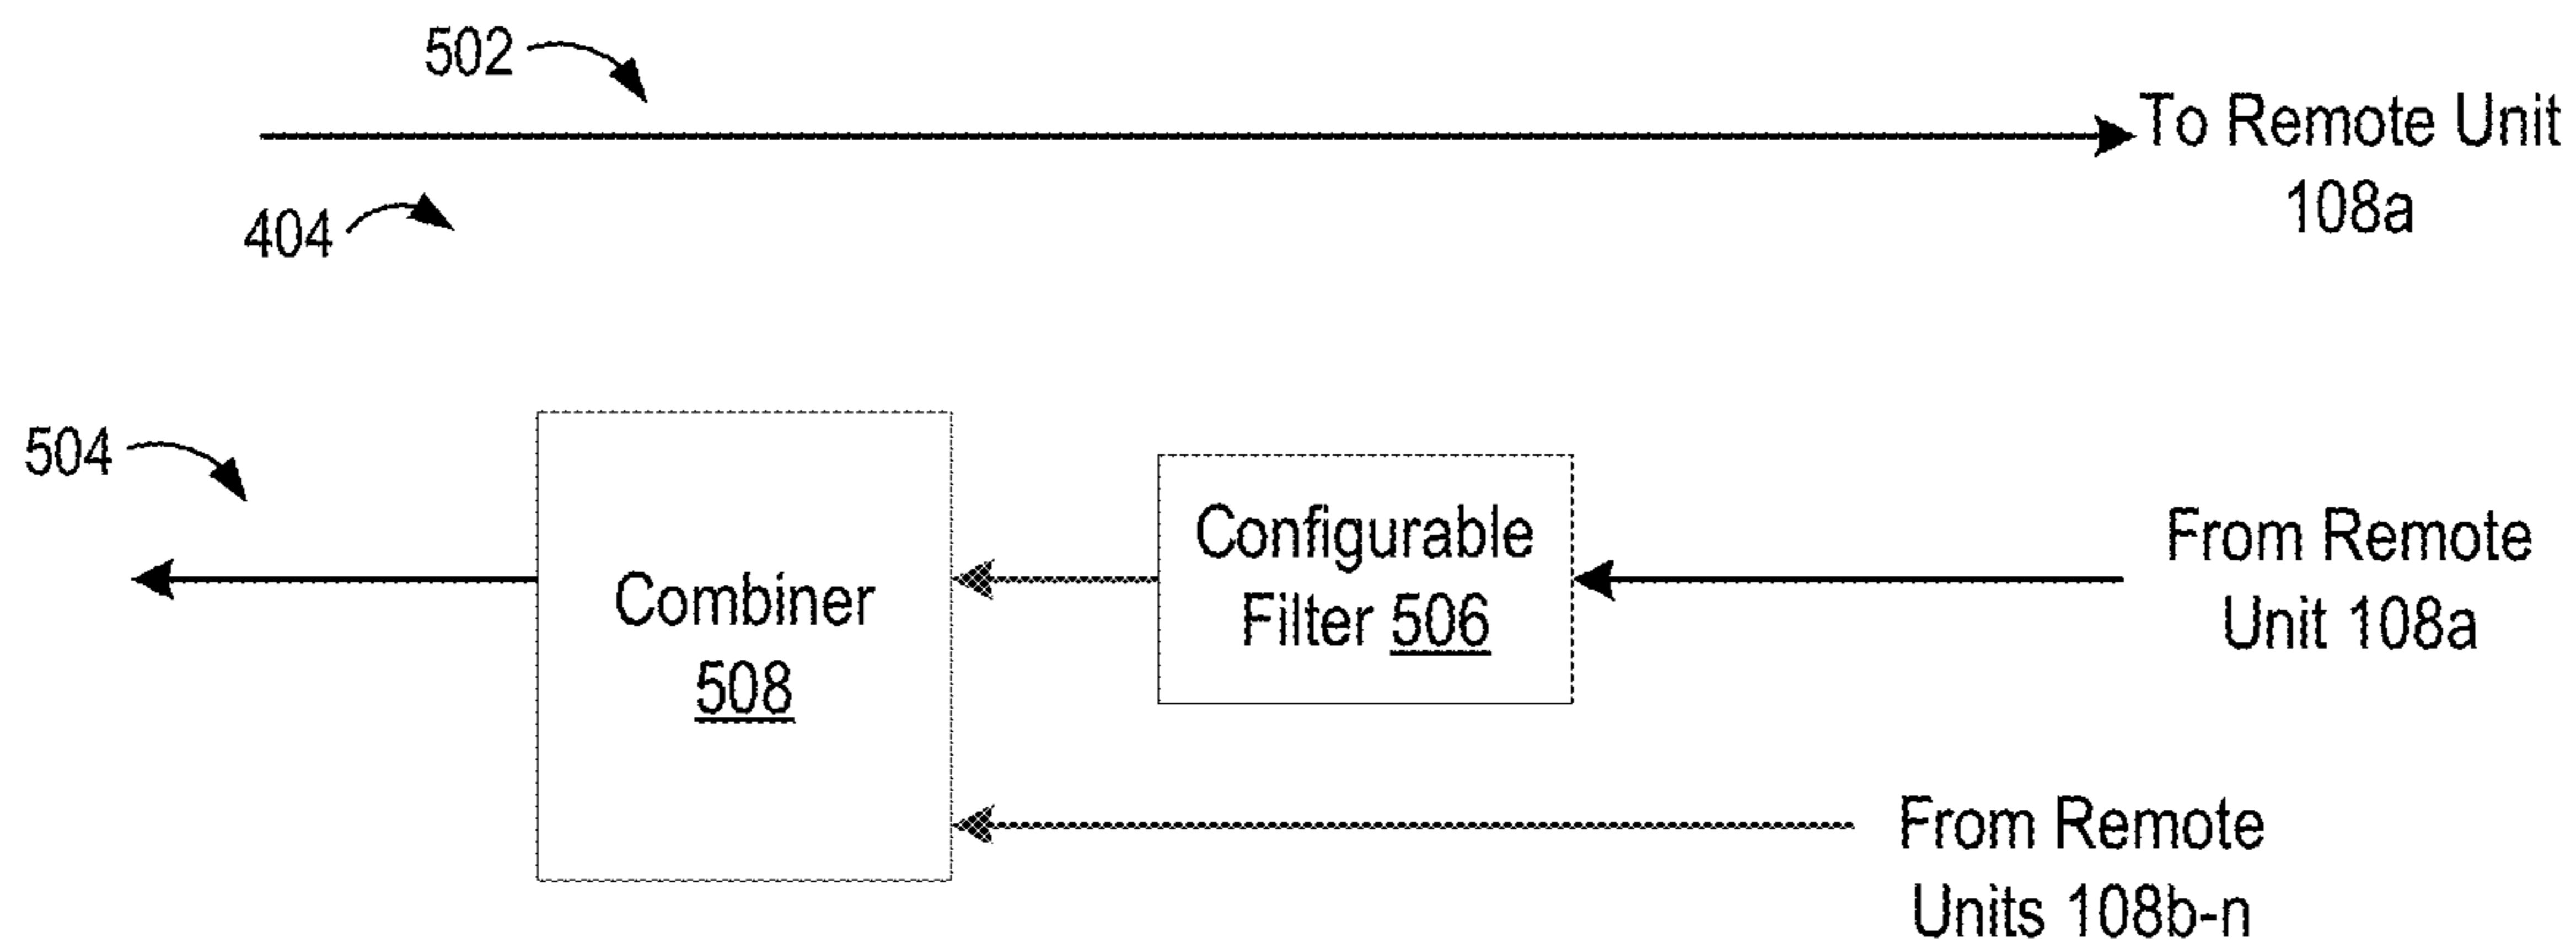 502
To Remote Unit
108a
404
504
Combiner
508
Configurable
Filter 506
From Remote
Unit 108a
From Remote
Units 108b-n